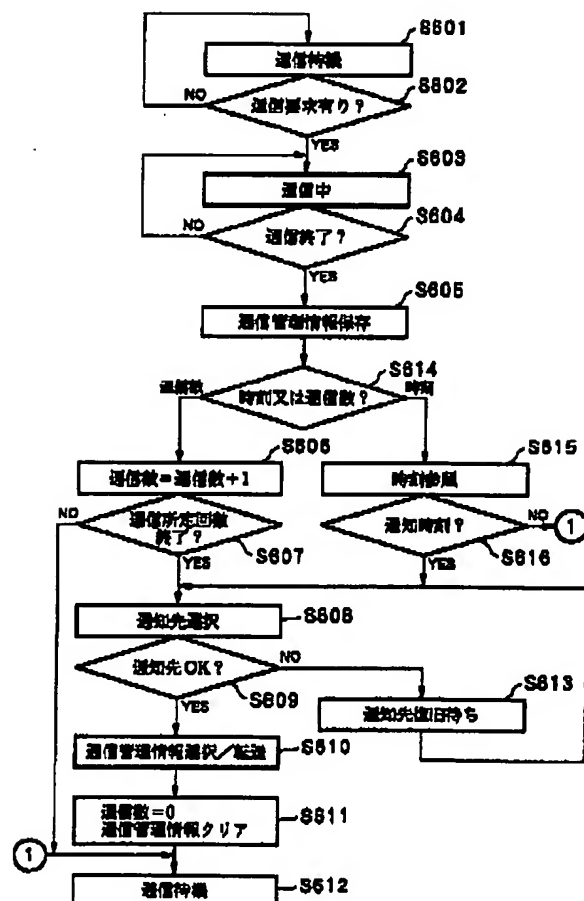 S601
通信待機
S602
通信要求有り?
NO
YES
S603
通信中
S604
通信終了?
NO
YES
S605
通信管理情報保存
S614
時刻又は通信数?
通信数
時刻
S606
通信数=通信数+1
S615
時刻参照
通信所定回数
終了?
NO
YES
S607
通知時刻?
NO
1
YES
S616
S608
通知先選択
通知先OK?
NO
YES
S609
S613
通知先復旧待ち
S610
通信管理情報選択/転送
S611
通信数=0
通信管理情報クリア
1
S612
通信待機